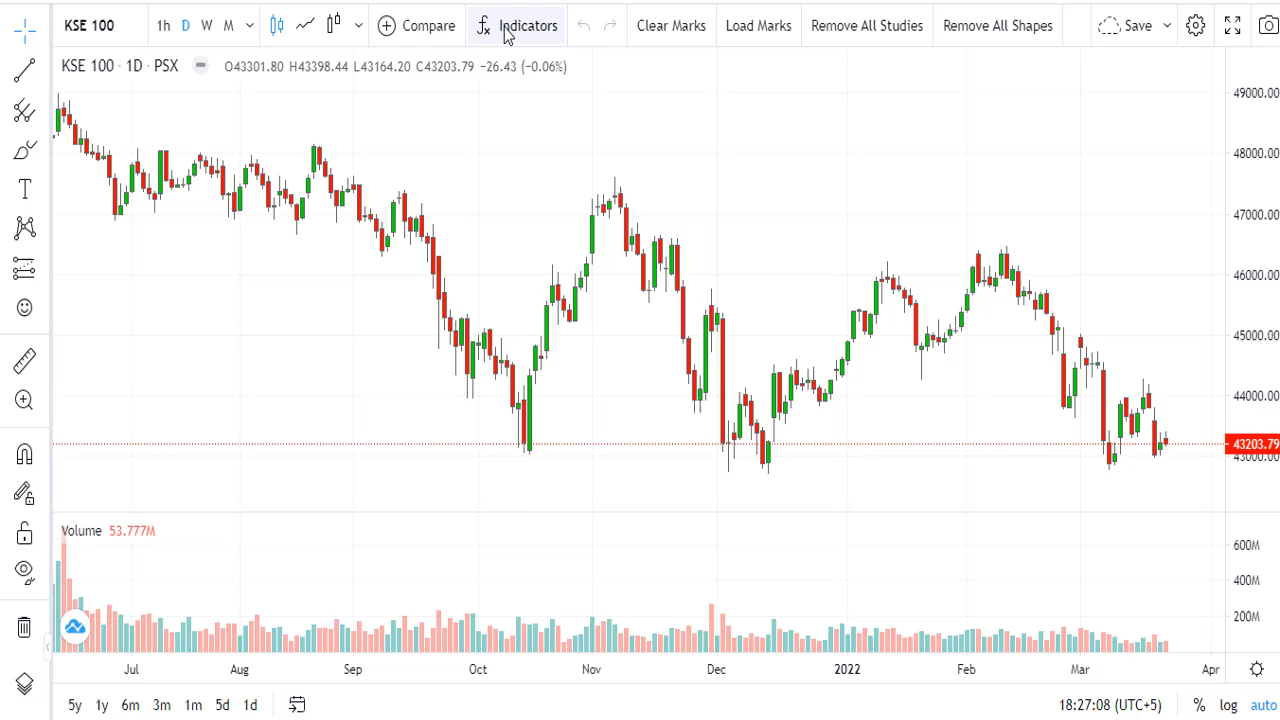 KSE 100 1h D W M Compare Indicators Clear Marks Load Marks Remove All Studies Remove All Shapes Save
KSE 100 · 1D · PSX O43301.80 H43398.44 L43164.20 C43203.79 −26.43 (−0.06%)
49000.00
48000.00
47000.00
46000.00
45000.00
44000.00
43203.79
43000.00
Volume 53.777M
600M
400M
200M
Jul Aug Sep Oct Nov Dec 2022 Feb Mar Apr
5y 1y 6m 3m 1m 5d 1d 18:27:08 (UTC+5) % log auto